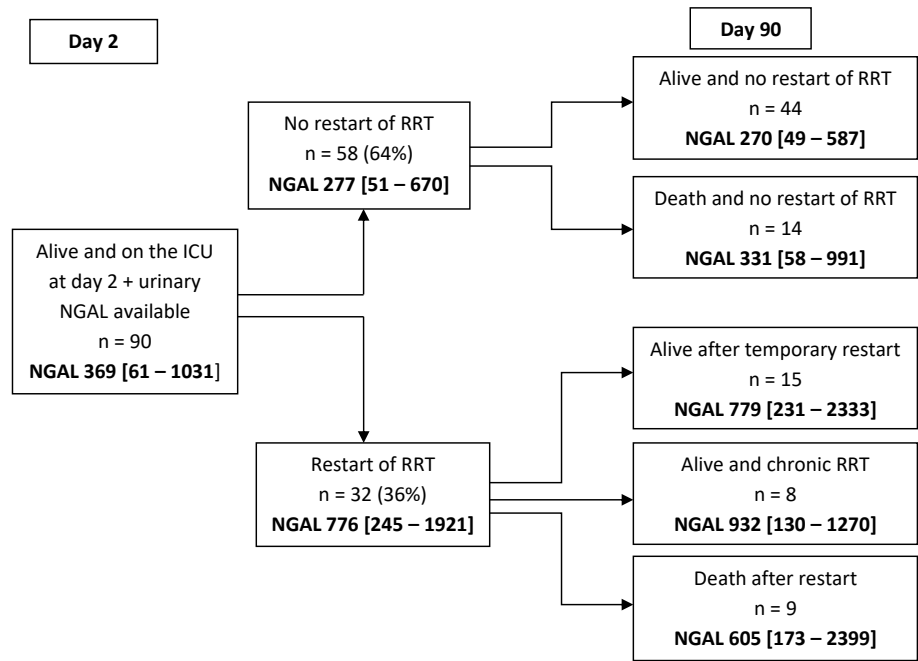 Day 2
Day 90
Alive and on the ICU
at day 2 + urinary
NGAL available
n = 90
NGAL 369 [61 – 1031]
No restart of RRT
n = 58 (64%)
NGAL 277 [51 – 670]
Restart of RRT
n = 32 (36%)
NGAL 776 [245 – 1921]
Alive and no restart of RRT
n = 44
NGAL 270 [49 – 587]
Death and no restart of RRT
n = 14
NGAL 331 [58 – 991]
Alive after temporary restart
n = 15
NGAL 779 [231 – 2333]
Alive and chronic RRT
n = 8
NGAL 932 [130 – 1270]
Death after restart
n = 9
NGAL 605 [173 – 2399]